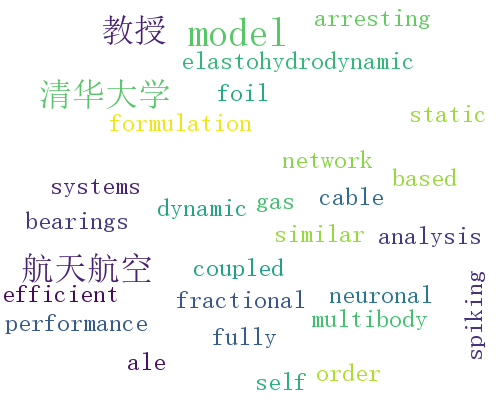 arresting
教授 model
elastohydrodynamic
清华大学 foil
static
formulation
network
based
systems
cable
dynamic gas
bearings
similar analysis
航天航空 coupled
efficient fractional neuronal
spiking
performance multibody
fully
ale
self order